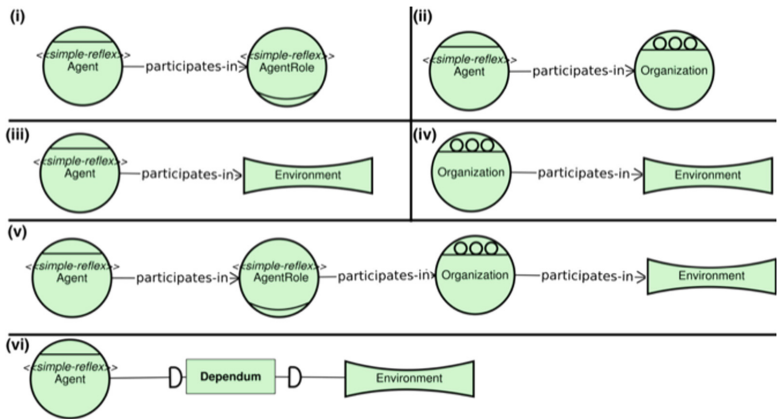 (i)
<<simple-reflex>>
Agent
participates-in
<<simple-reflex>>
AgentRole
(ii)
<<simple-reflex>>
Agent
participates-in
Organization
(iii)
<<simple-reflex>>
Agent
participates-in
Environment
(iv)
Organization
participates-in
Environment
(v)
<<simple-reflex>>
Agent
participates-in
<<simple-reflex>>
AgentRole
participates-in
Organization
participates-in
Environment
(vi)
<<simple-reflex>>
Agent
Dependum
Environment